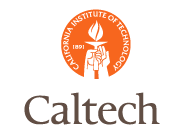 CALIFORNIA INSTITUTE OF TECHNOLOGY
1891
Caltech